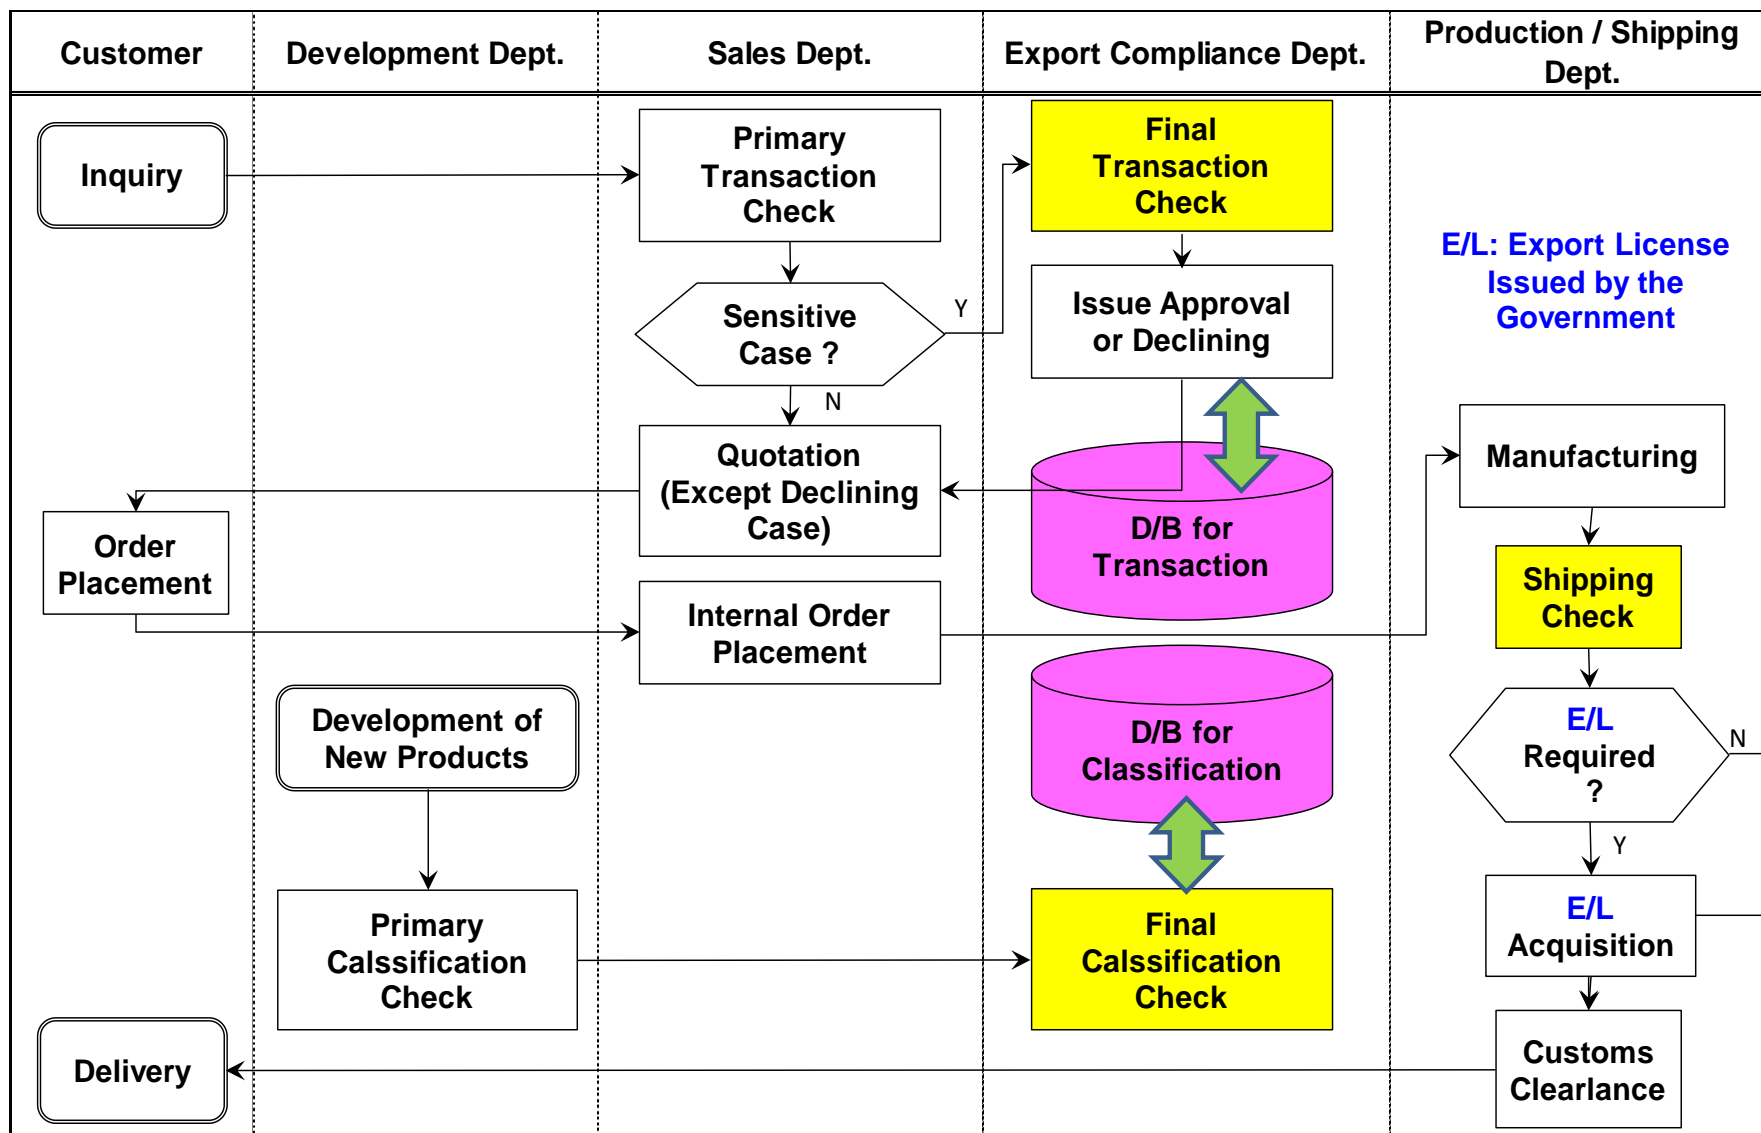 Customer
Development Dept.
Sales Dept.
Export Compliance Dept.
Production / Shipping
Dept.
Inquiry
Primary
Transaction
Check
Final
Transaction
Check
E/L: Export License
Issued by the
Government
Sensitive
Case ?
Y
N
Issue Approval
or Declining
Quotation
(Except Declining
Case)
D/B for
Transaction
Manufacturing
Order
Placement
Internal Order
Placement
Shipping
Check
Development of
New Products
D/B for
Classification
E/L
Required
?
N
Y
Primary
Calssification
Check
Final
Calssification
Check
E/L
Acquisition
Delivery
Customs
Clearlance